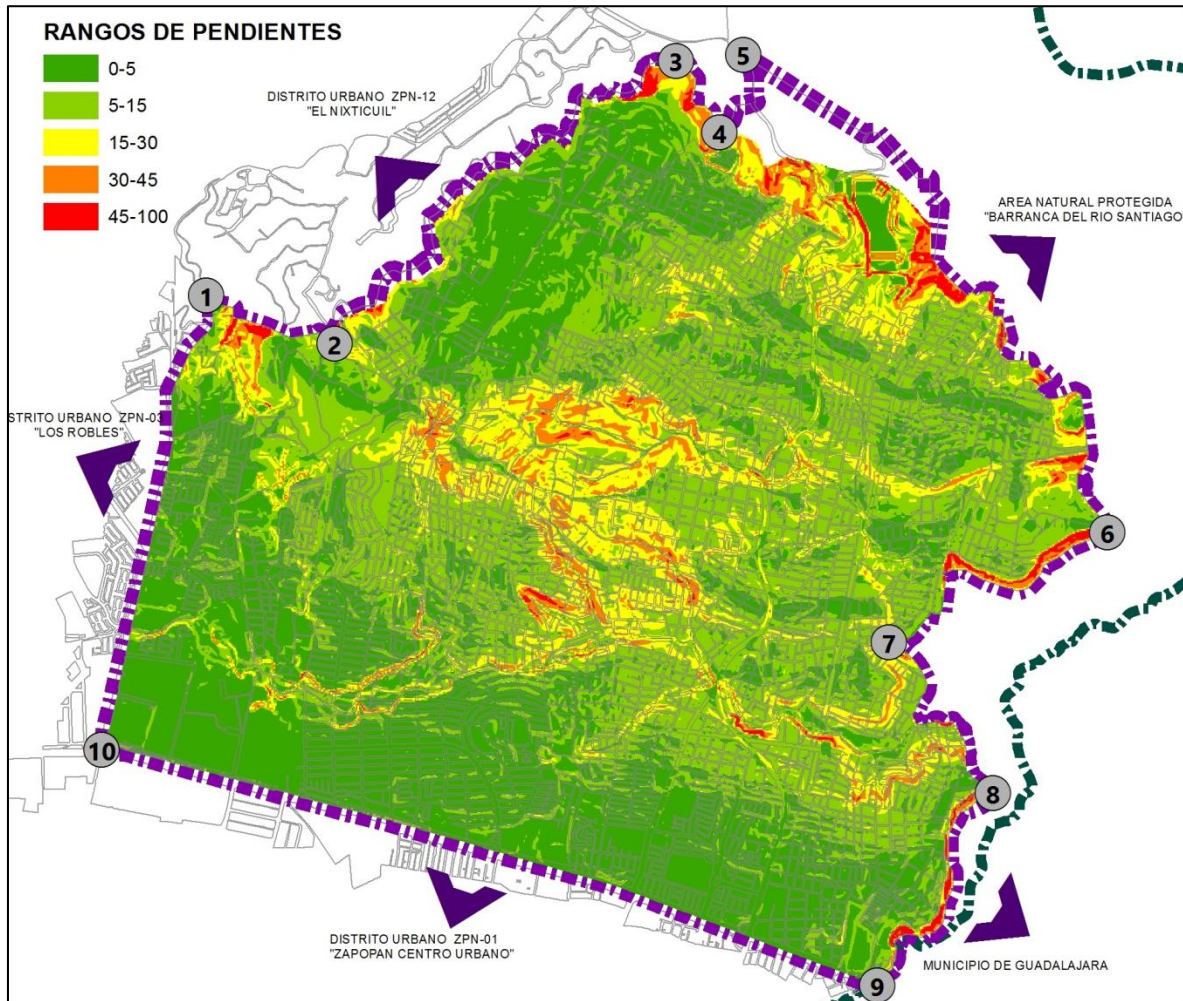 RANGOS DE PENDIENTES
0-5
5-15
15-30
30-45
45-100
DISTRITO URBANO ZPN-12
"EL NIXTICUIL"
3
5
4
AREA NATURAL PROTEGIDA
"BARRANCA DEL RIO SANTIAGO"
1
2
STRITO URBANO ZPN-03
"LOS ROBLES"
6
7
10
8
DISTRITO URBANO ZPN-01
"ZAPOPAN CENTRO URBANO"
MUNICIPIO DE GUADALAJARA
9